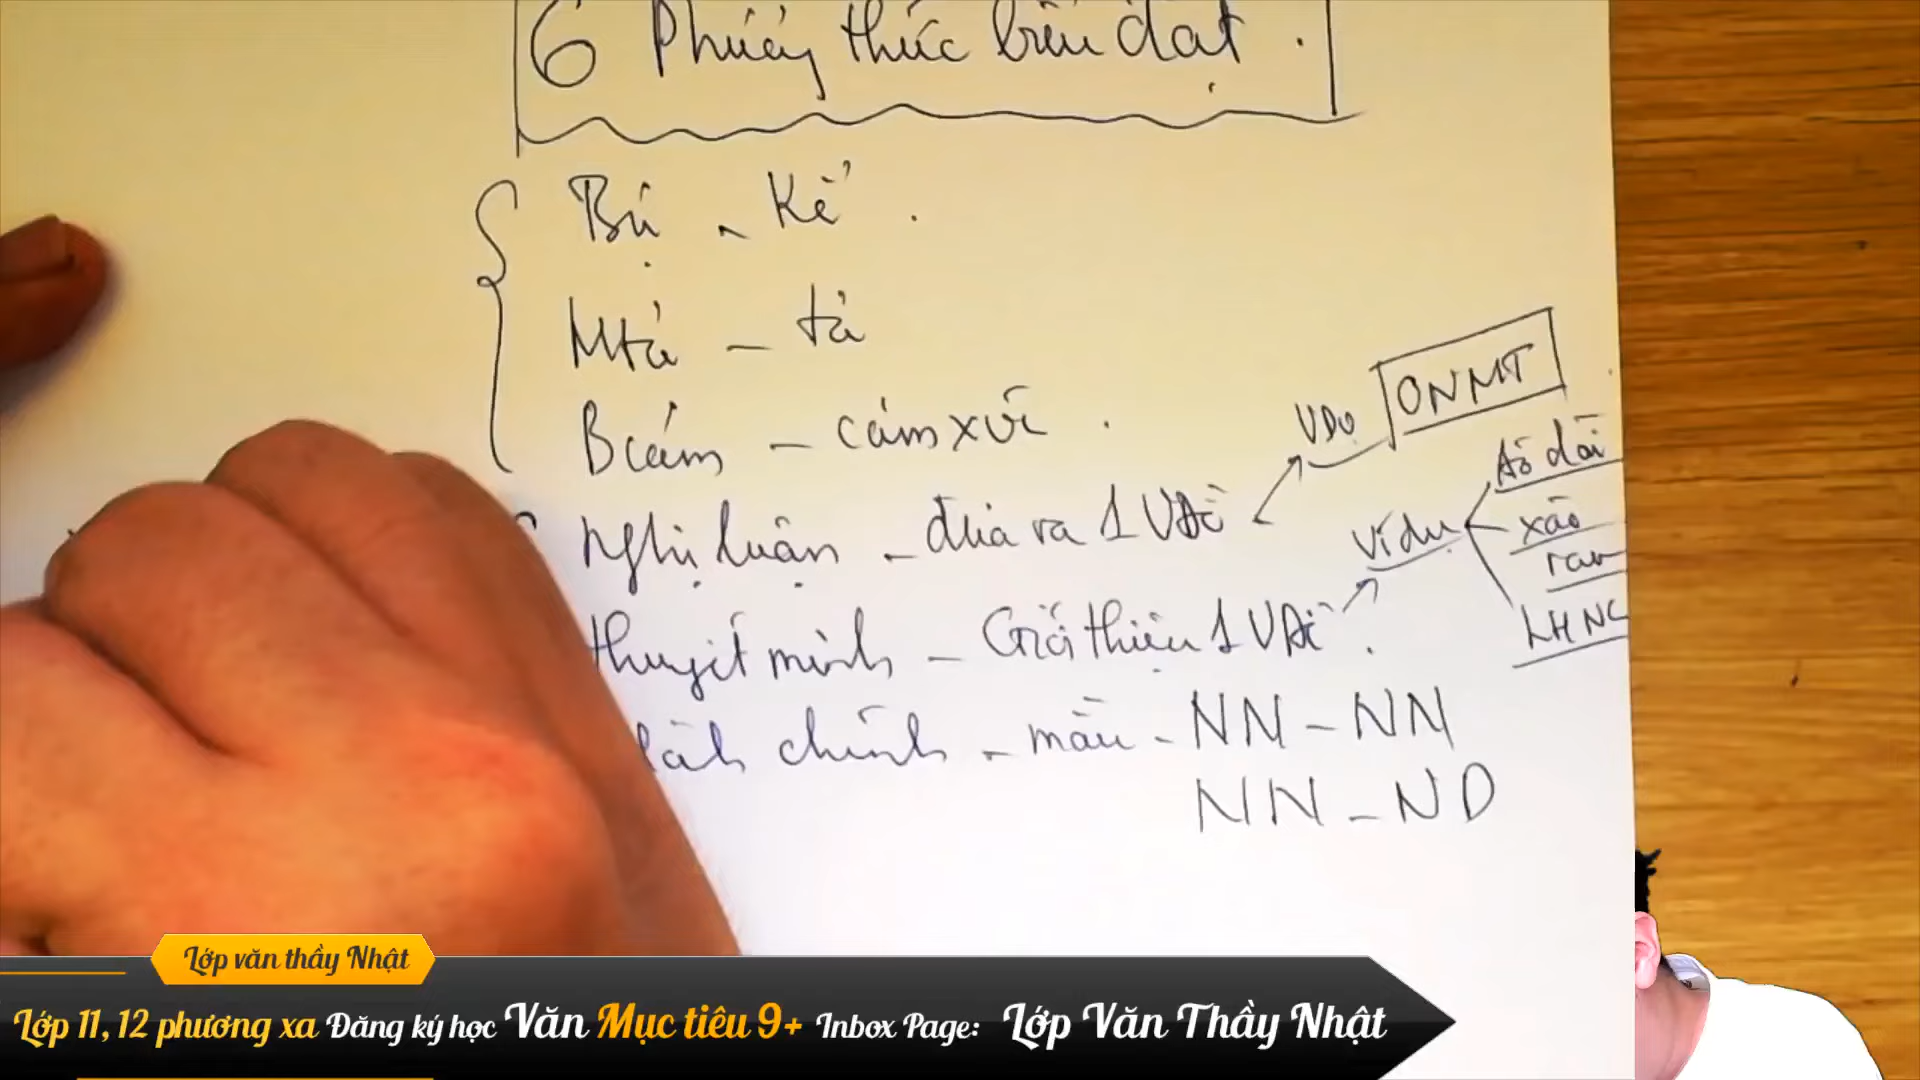 6 Phương thức biểu đạt.
Tự - Kể.
Mtả - tả
Bcảm - cảm xúc.
Nghị luận - đưa ra 1 VĐề
VDụ ONMT
thuyết minh - Giới thiệu 1 VĐề.
Ví dụ
Áo dài
xào
rau
LHNC
chính - mẫu - NN - NN
NN - ND
Lớp văn thầy Nhật
Lớp 11, 12 phương xa Đăng ký học Văn Mục tiêu 9+ Inbox Page: Lớp Văn Thầy Nhật